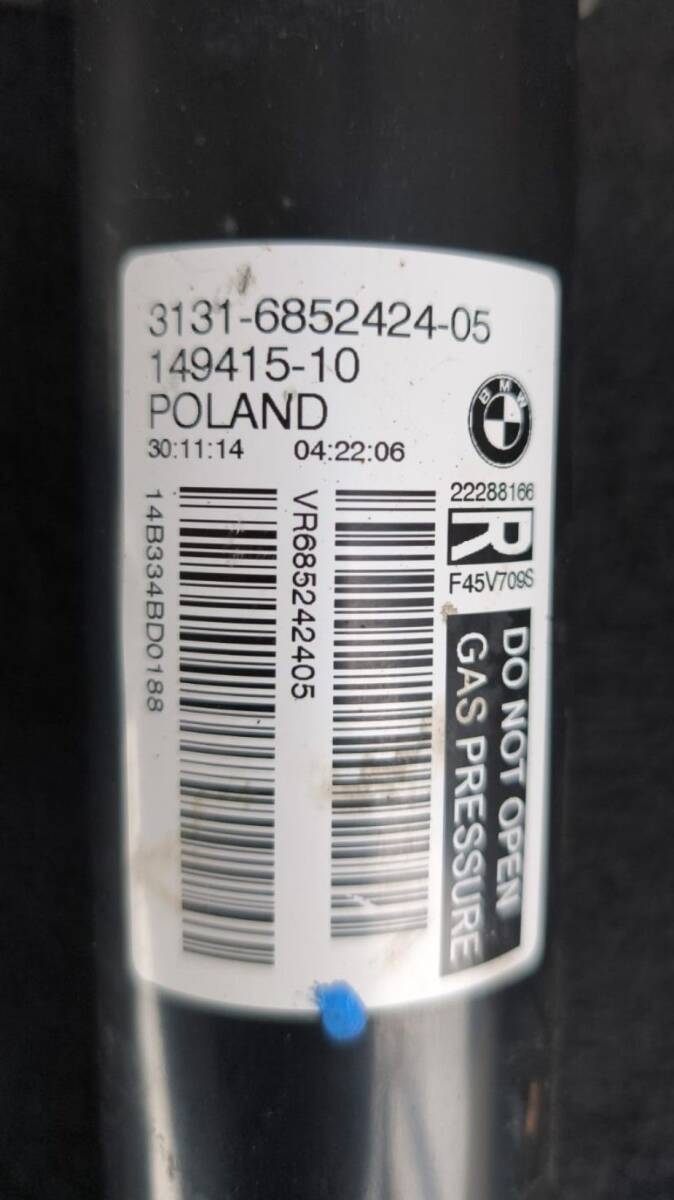 3131-6852424-05
149415-10
POLAND
30:11:14 04:22:06
BMW
22288166
R
F45V709S
14B334BD0188
VR685242405
DO NOT OPEN
GAS PRESSURE